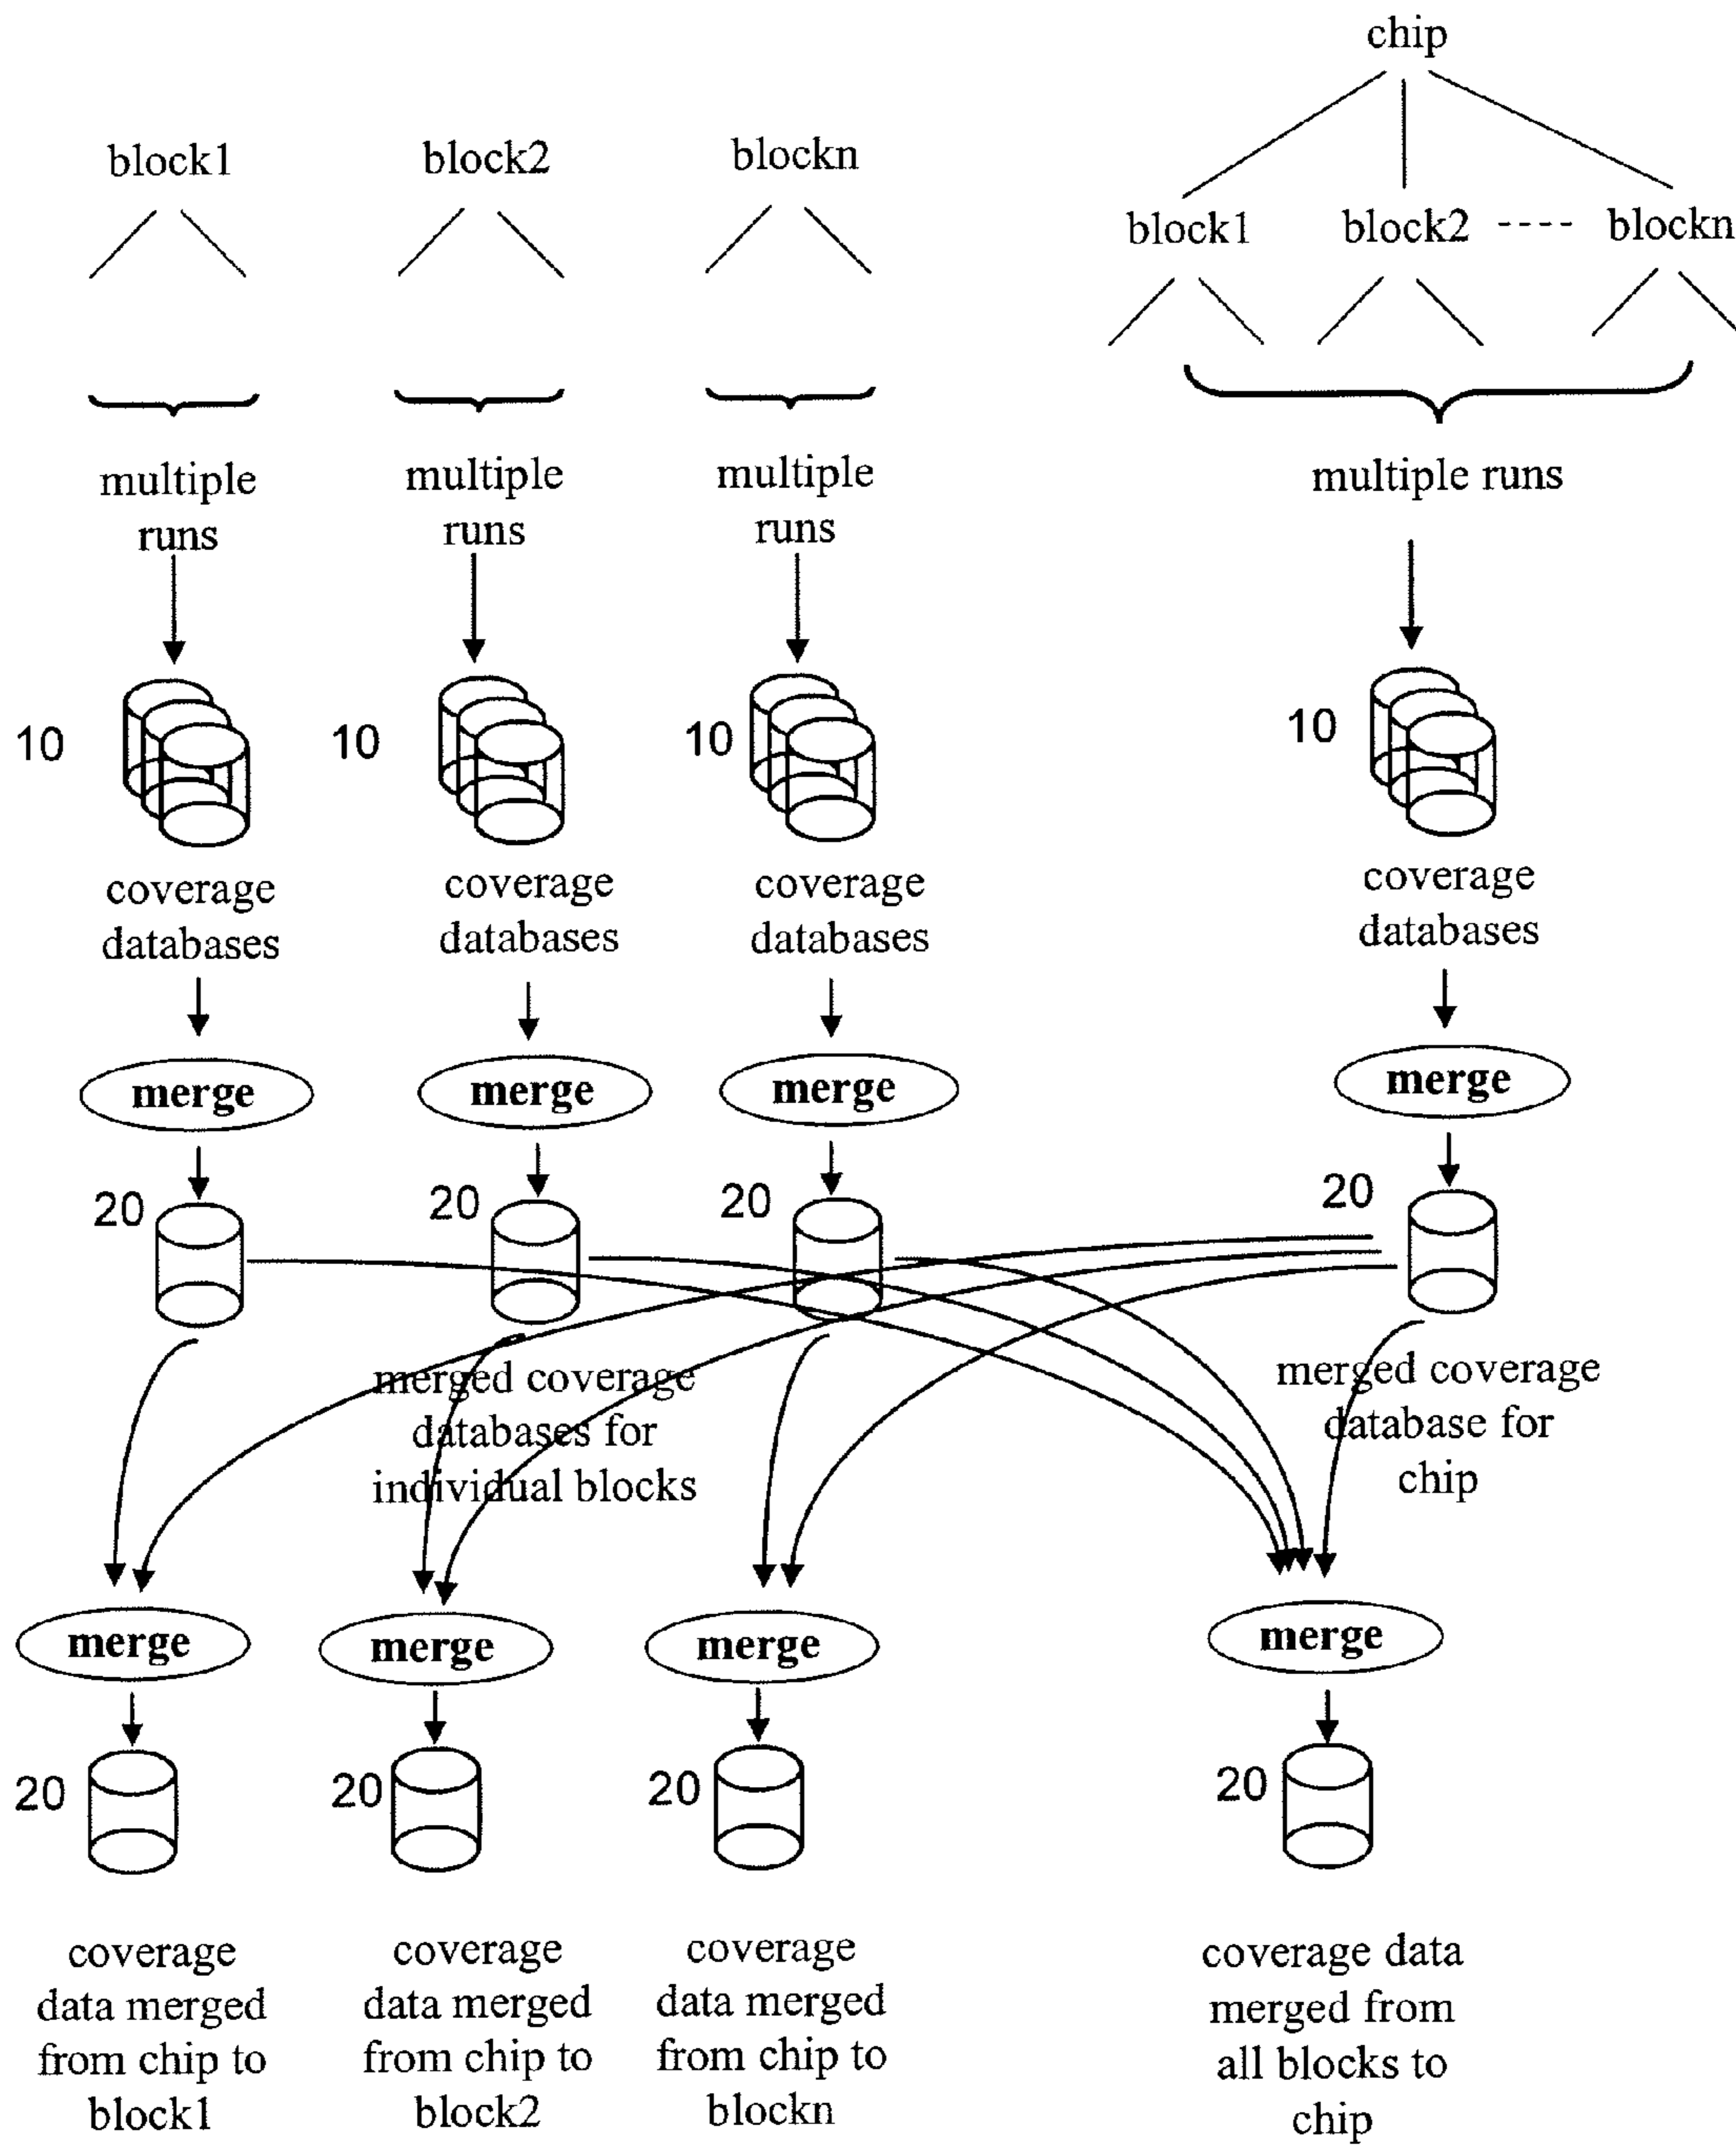 chip
block1
block2
blockn
block1
block2
----
blockn
multiple
runs
multiple
runs
multiple
runs
multiple runs
10
10
10
10
coverage
databases
coverage
databases
coverage
databases
coverage
databases
merge
merge
merge
merge
20
20
20
20
merged coverage
databases for
individual blocks
merged coverage
database for
chip
merge
merge
merge
merge
20
20
20
20
coverage
data merged
from chip to
block1
coverage
data merged
from chip to
block2
coverage
data merged
from chip to
blockn
coverage data
merged from
all blocks to
chip